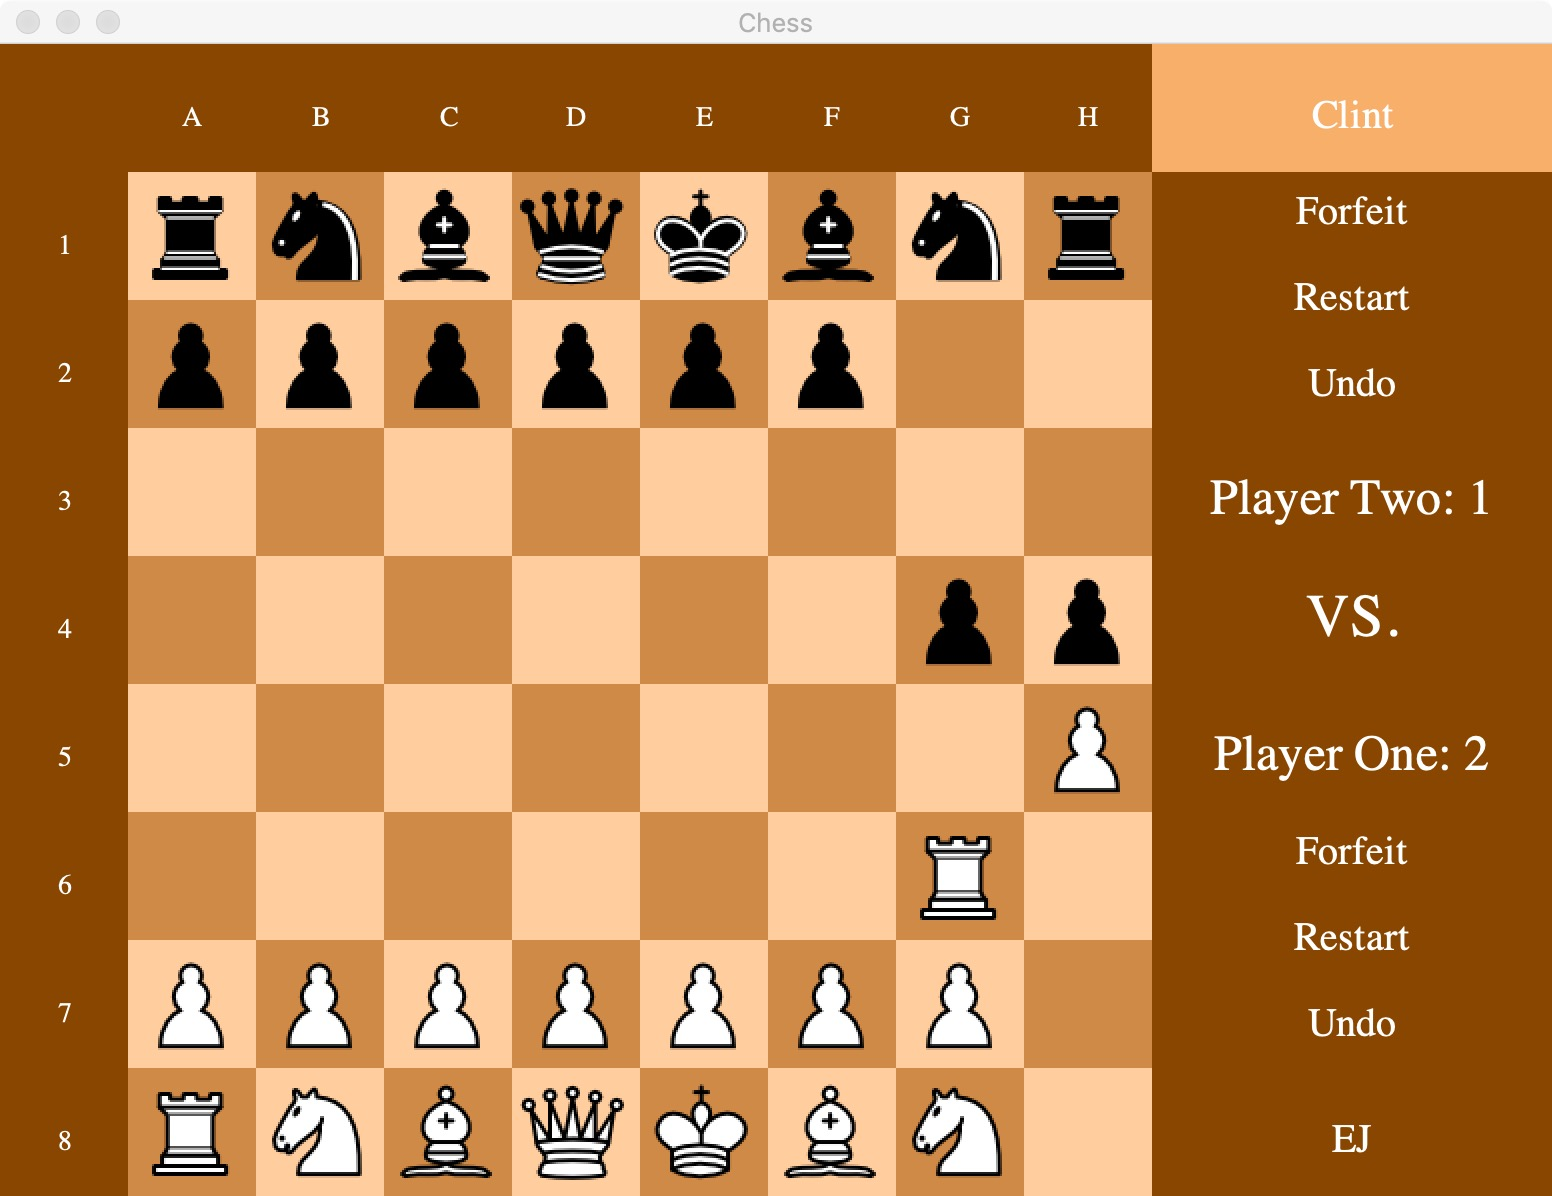 Chess
A B C D E F G H
Clint
1
Forfeit
Restart
2
Undo
3
Player Two: 1
4
VS.
5
Player One: 2
6
Forfeit
Restart
7
Undo
8
EJ